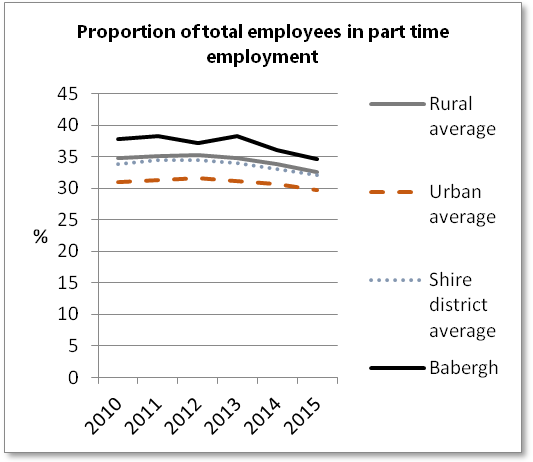 Proportion of total employees in part time
employment
45
40
35
30
25
20
15
10
5
0
%
2010
2011
2012
2013
2014
2015
Rural
average
Urban
average
Shire
district
average
Babergh